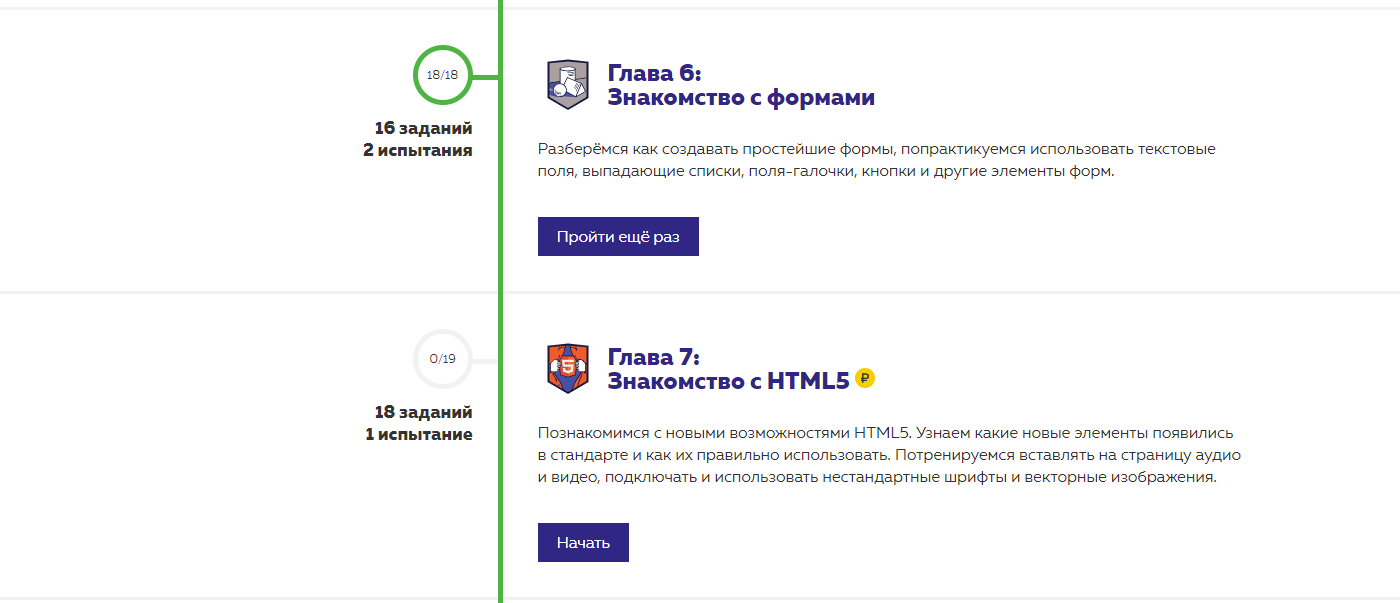 18/18
16 заданий
2 испытания
Глава 6:
Знакомство с формами
Разберёмся как создавать простейшие формы, попрактикуемся использовать текстовые
поля, выпадающие списки, поля-галочки, кнопки и другие элементы форм.
Пройти ещё раз
0/19
18 заданий
1 испытание
Глава 7:
5
Знакомство с HTML5 ₽
Познакомимся с новыми возможностями HTML5. Узнаем какие новые элементы появились
в стандарте и как их правильно использовать. Потренируемся вставлять на страницу аудио
и видео, подключать и использовать нестандартные шрифты и векторные изображения.
Начать